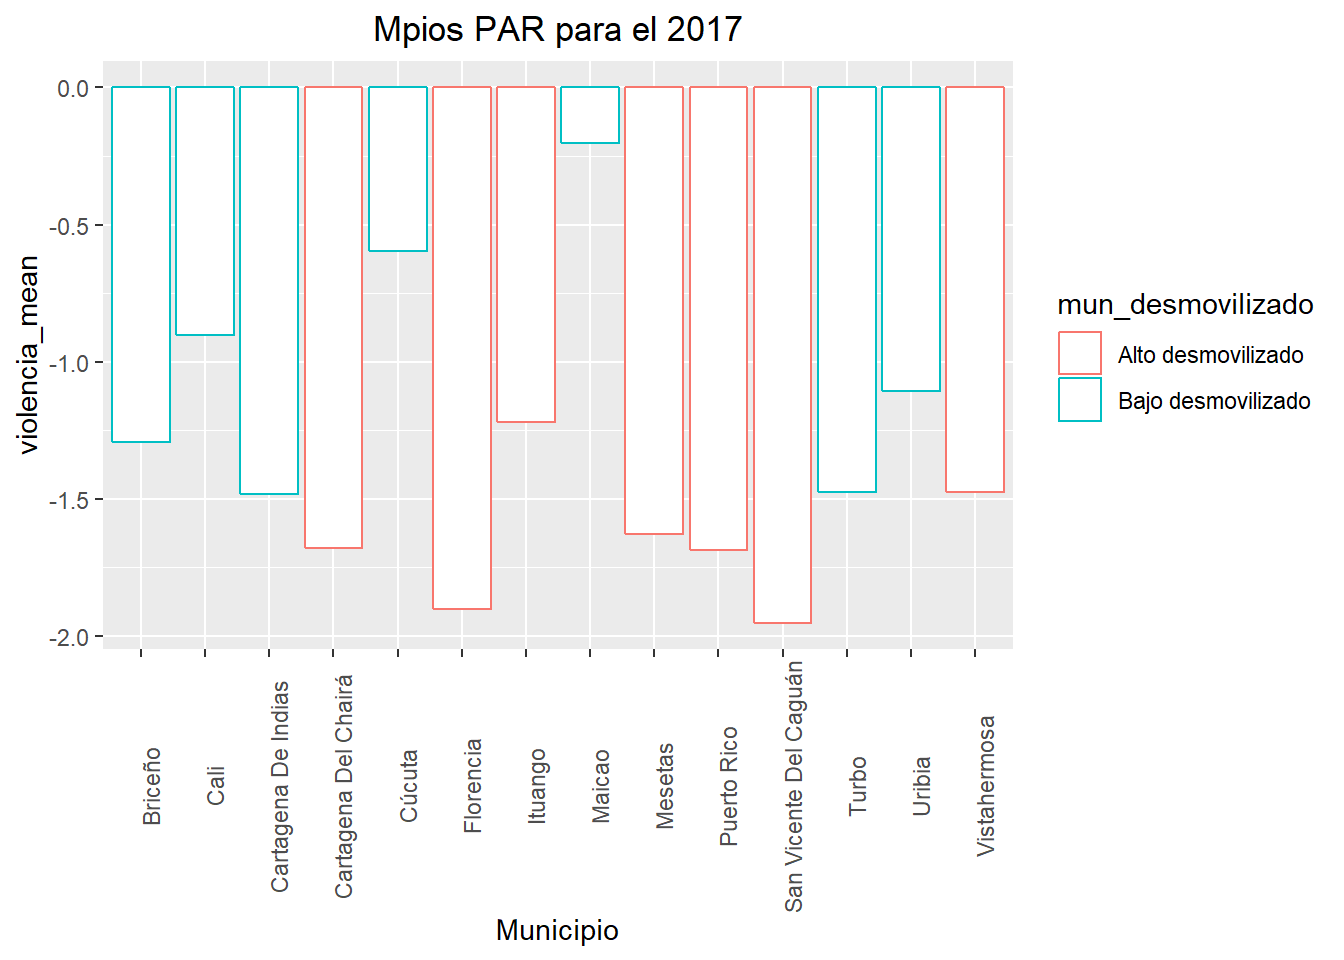 Mpios PAR para el 2017
0.0
-0.5
-1.0
-1.5
-2.0
violencia_mean
Briceño
Cali
Cartagena De Indias
Cartagena Del Chairá
Cúcuta
Florencia
Ituango
Maicao
Mesetas
Puerto Rico
San Vicente Del Caguán
Turbo
Uribia
Vistahermosa
Municipio
mun_desmovilizado
Alto desmovilizado
Bajo desmovilizado